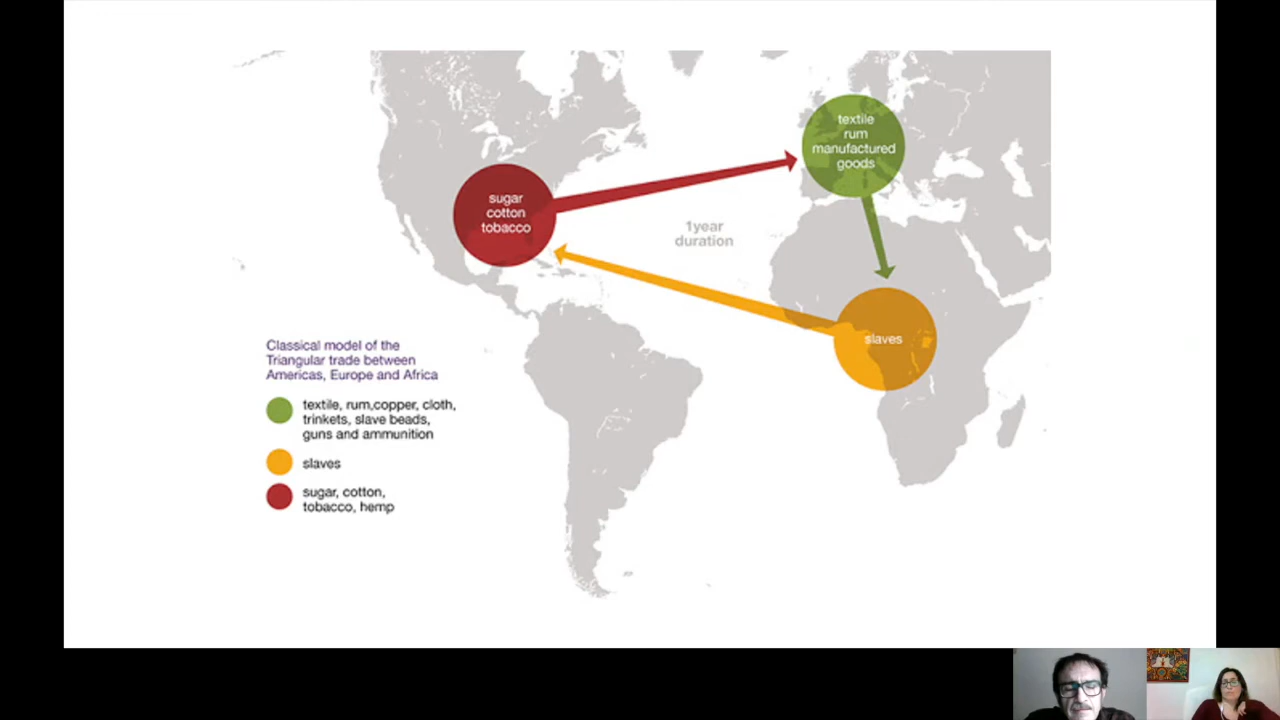 textile
rum
manufactured
goods
sugar
cotton
tobacco
1year
duration
slaves
Classical model of the
Triangular trade between
Americas, Europe and Africa
textile, rum,copper, cloth,
trinkets, slave beads,
guns and ammunition
slaves
sugar, cotton,
tobacco, hemp